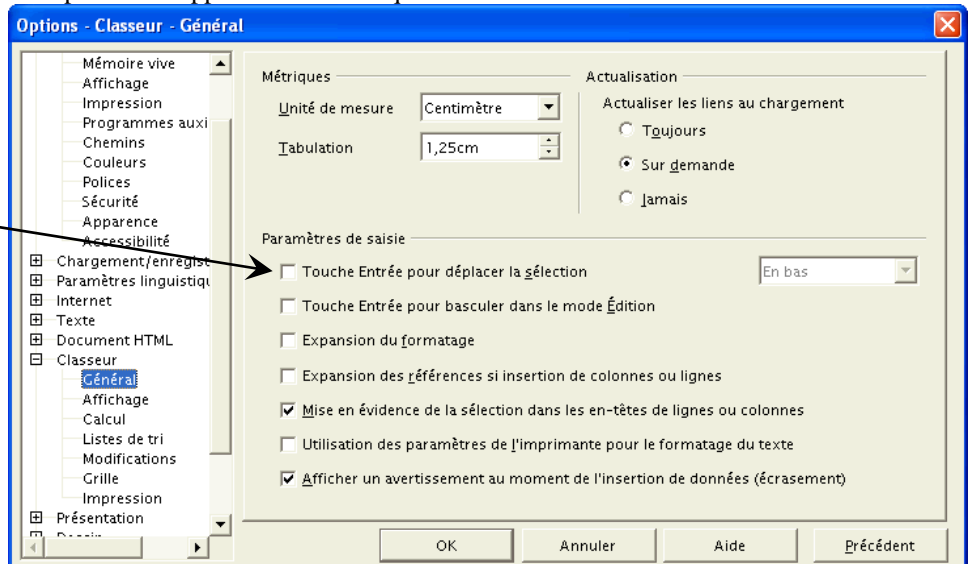 Options - Classeur - Général
Mémoire vive
Affichage
Impression
Programmes auxi
Chemins
Couleurs
Polices
Sécurité
Apparence
Accessibilité
Chargement/enregist
Paramètres linguistiqu
Internet
Texte
Document HTML
Classeur
Général
Affichage
Calcul
Listes de tri
Modifications
Grille
Impression
Présentation
Métriques
Unité de mesure Centimètre
Tabulation 1,25cm
Actualisation
Actualiser les liens au chargement
Toujours
Sur demande
Jamais
Paramètres de saisie
Touche Entrée pour déplacer la sélection En bas
Touche Entrée pour basculer dans le mode Édition
Expansion du formatage
Expansion des références si insertion de colonnes ou lignes
Mise en évidence de la sélection dans les en-têtes de lignes ou colonnes
Utilisation des paramètres de l'imprimante pour le formatage du texte
Afficher un avertissement au moment de l'insertion de données (écrasement)
OK Annuler Aide Précédent